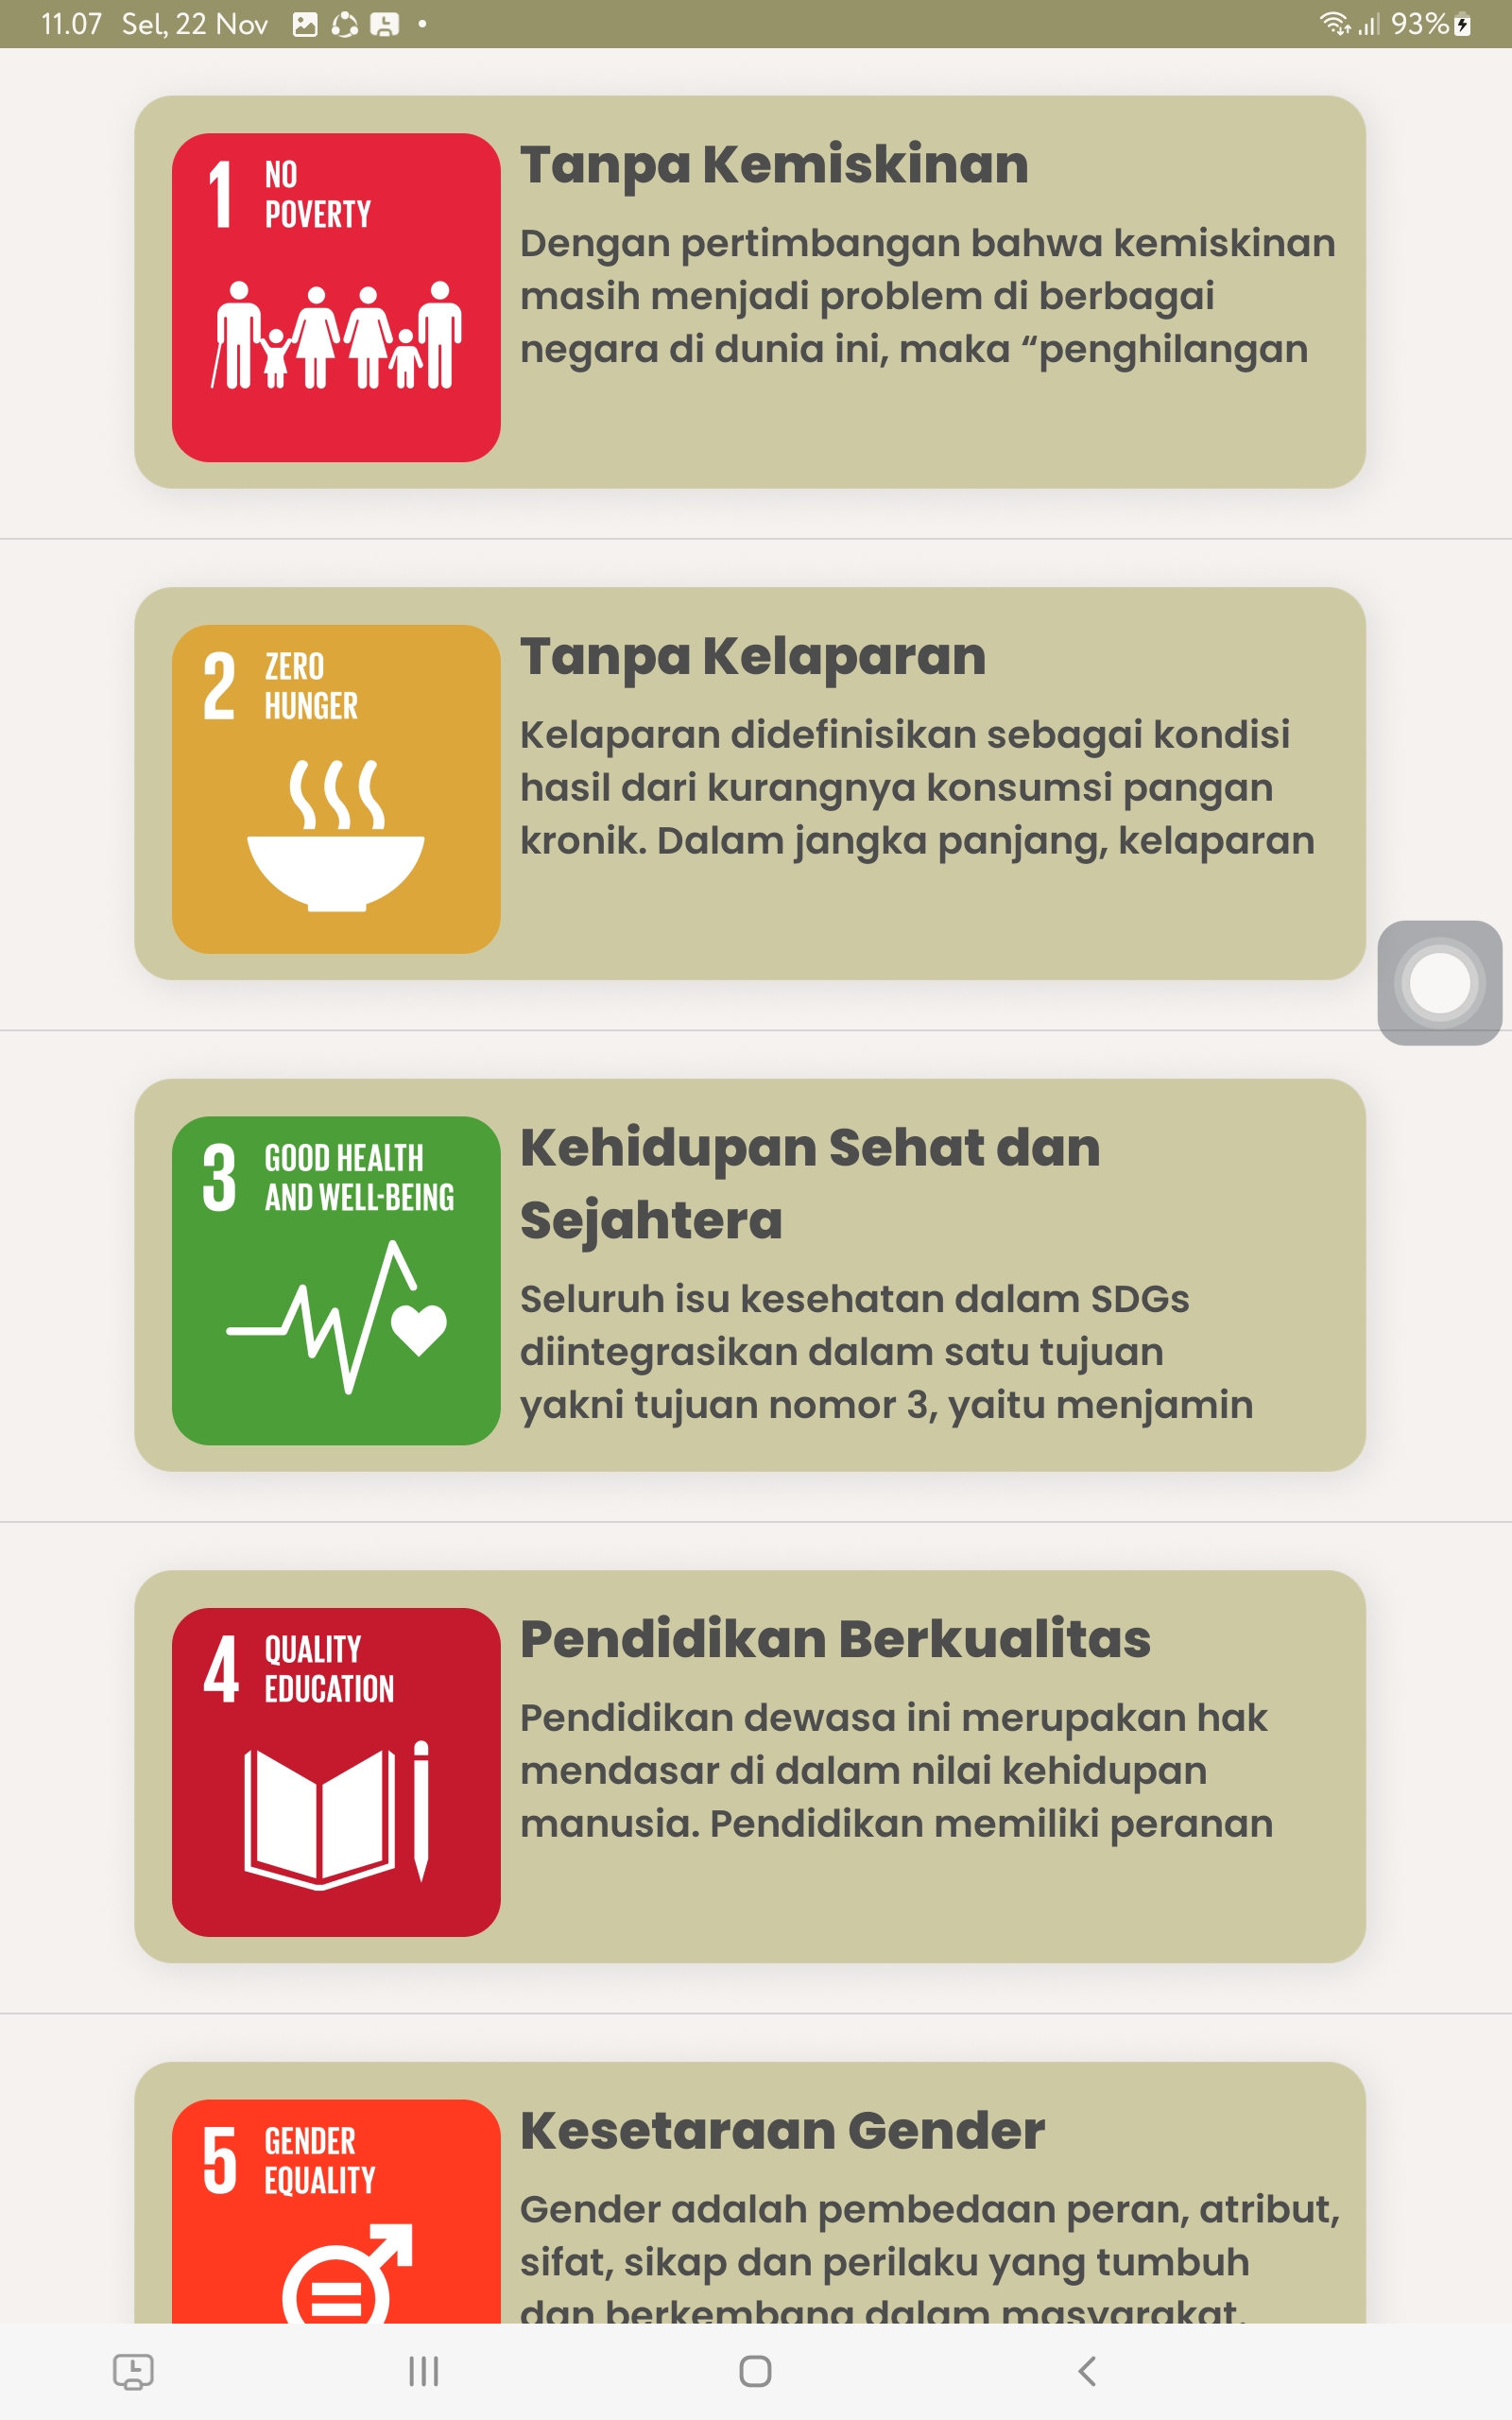 11.07 Sel, 22 Nov
93%
1 NO
POVERTY
Tanpa Kemiskinan
Dengan pertimbangan bahwa kemiskinan
masih menjadi problem di berbagai
negara di dunia ini, maka “penghilangan
2 ZERO
HUNGER
Tanpa Kelaparan
Kelaparan didefinisikan sebagai kondisi
hasil dari kurangnya konsumsi pangan
kronik. Dalam jangka panjang, kelaparan
3 GOOD HEALTH
AND WELL-BEING
Kehidupan Sehat dan
Sejahtera
Seluruh isu kesehatan dalam SDGs
diintegrasikan dalam satu tujuan
yakni tujuan nomor 3, yaitu menjamin
4 QUALITY
EDUCATION
Pendidikan Berkualitas
Pendidikan dewasa ini merupakan hak
mendasar di dalam nilai kehidupan
manusia. Pendidikan memiliki peranan
5 GENDER
EQUALITY
Kesetaraan Gender
Gender adalah pembedaan peran, atribut,
sifat, sikap dan perilaku yang tumbuh
dan berkembang dalam masyarakat.